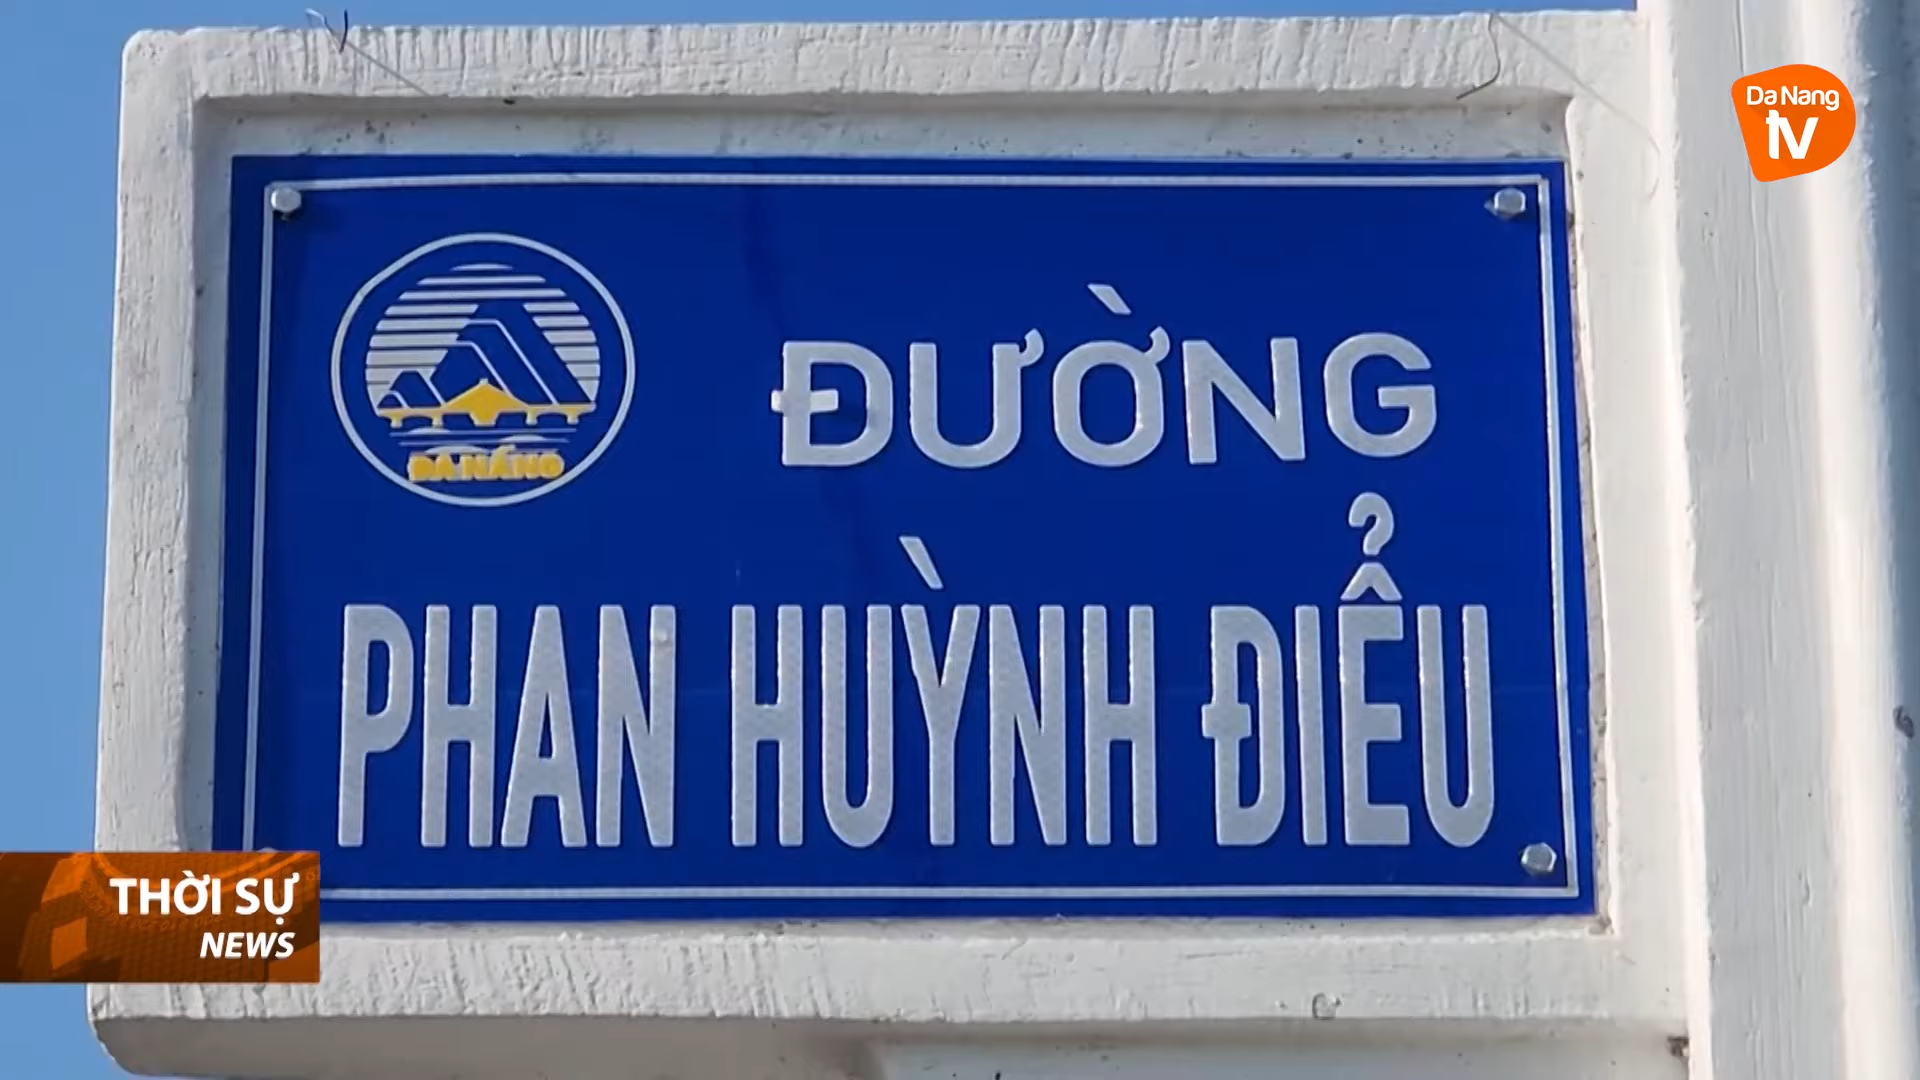 Da Nang
tv
ĐƯỜNG
ĐÀ NẴNG
PHAN HUỲNH ĐIỂU
THỜI SỰ
NEWS